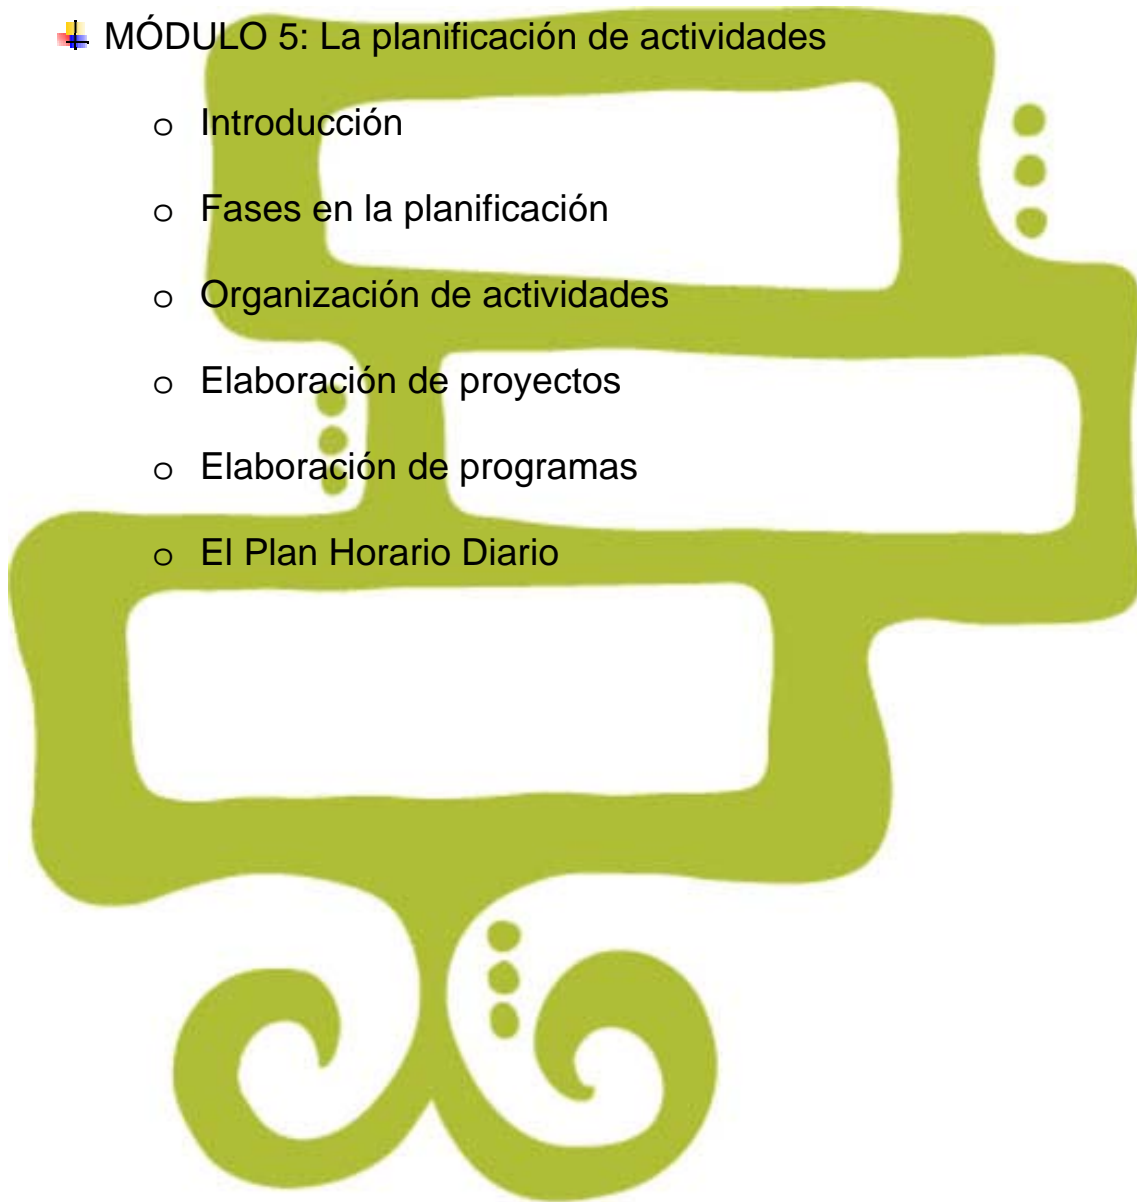 MÓDULO 5: La planificación de actividades
o Introducción
o Fases en la planificación
o Organización de actividades
o Elaboración de proyectos
o Elaboración de programas
o El Plan Horario Diario